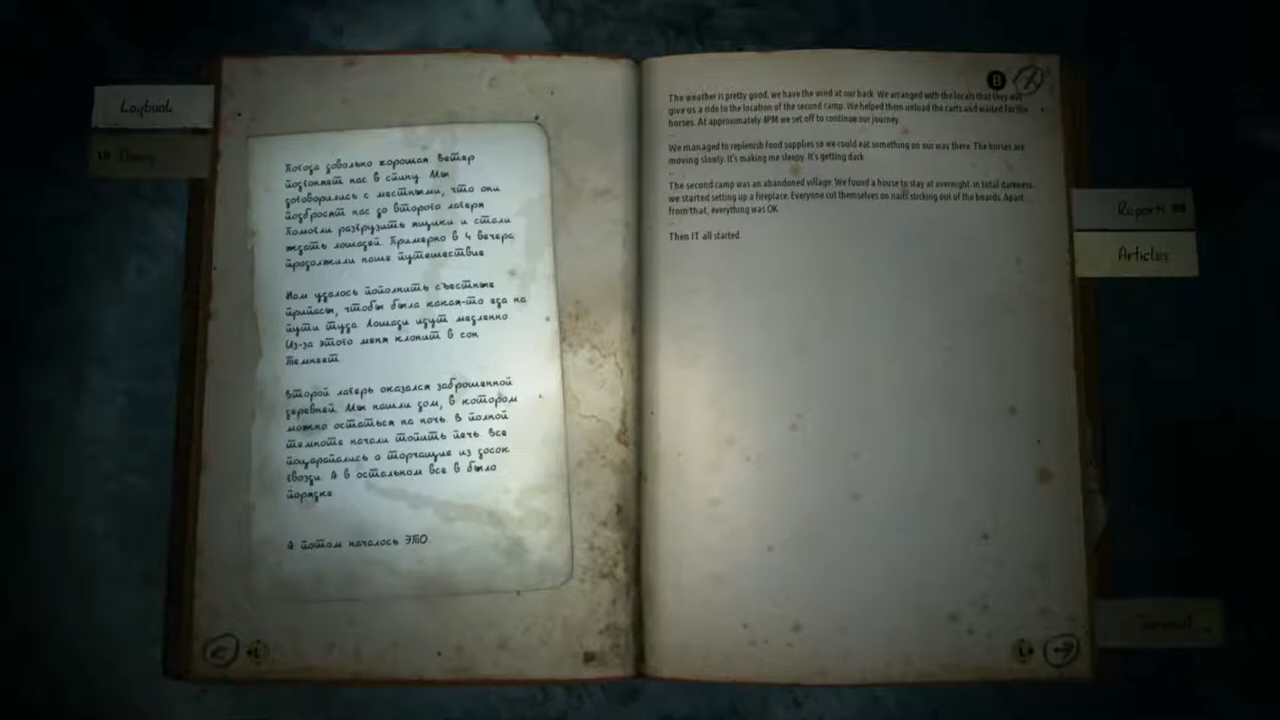 Logbook
LB Diary
Погода довольно хорошая ветер
подгоняет нас в спину. Мы
договорились с местными, что они
подбросят нас до второго лагеря
Помогли разгрузить ящики и стали
ждать лошадей. Примерно в 4 вечера
продолжили наше путешествие
Нам удалось пополнить съестные
припасы, чтобы была какая-то еда на
пути туда. Лошади идут медленно
Из-за этого меня клонит в сон
Темнеет
Второй лагерь оказался заброшенной
деревней. Мы нашли дом, в котором
можно остаться на ночь. В полной
темноте начали топить печь. Все
поцарапались о торчащие из досок
гвозди. А в остальном все в было
порядке
А потом началось ЭТО.
L
B
The weather is pretty good, we have the wind at our back. We arranged with the locals that they will
give us a ride to the location of the second camp. We helped them unload the carts and waited for the
horses. At approximately 4PM we set off to continue our journey.
We managed to replenish food supplies so we could eat something on our way there. The horses are
moving slowly. It's making me sleepy. It's getting dark.
The second camp was an abandoned village. We found a house to stay at overnight. In total darkness
we started setting up a fireplace. Everyone cut themselves on nails sticking out of the boards. Apart
from that, everything was OK.
Then IT all started.
Reports RB
Articles
L